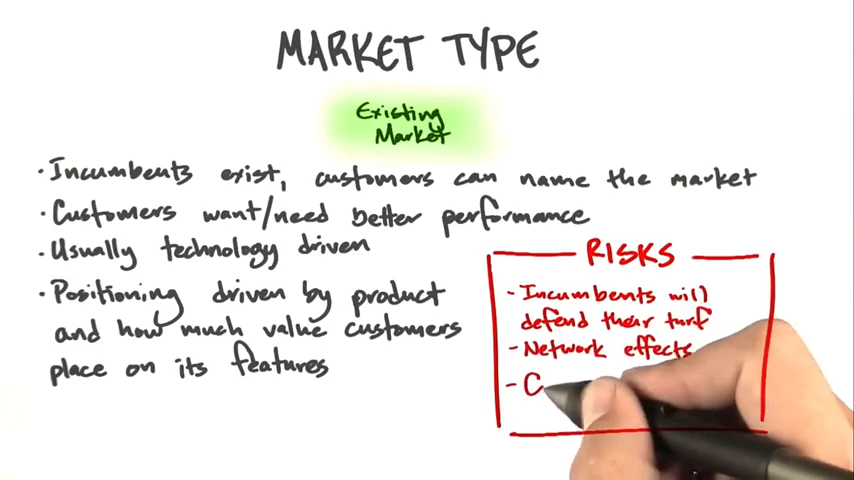 MARKET TYPE
Existing
Market
· Incumbents exist, customers can name the market
· Customers want/need better performance
· Usually technology driven
· Positioning driven by product
and how much value customers
place on its features
RISKS
- Incumbents will
defend their turf
- Network effects
- C